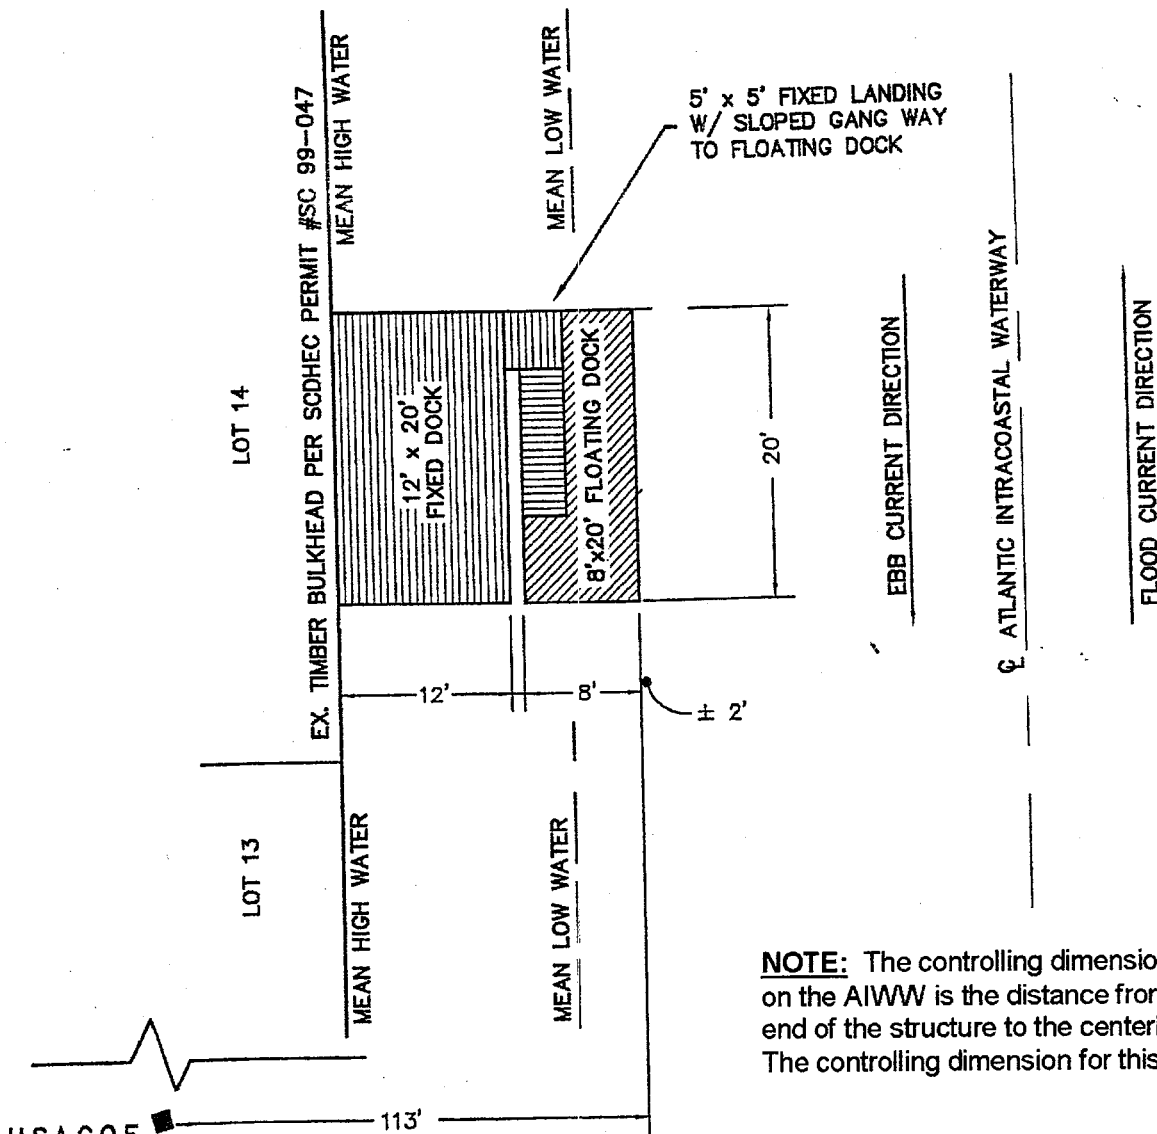 MEAN HIGH WATER
MEAN LOW WATER
5' x 5' FIXED LANDING
W/ SLOPED GANG WAY
TO FLOATING DOCK
EX. TIMBER BULKHEAD PER SCDHEC PERMIT #SC 99-047
LOT 14
12' x 20'
FIXED DOCK
8'x20' FLOATING DOCK
20'
EBB CURRENT DIRECTION
℄ ATLANTIC INTRACOASTAL WATERWAY
FLOOD CURRENT DIRECTION
12'
8'
± 2'
LOT 13
MEAN HIGH WATER
MEAN LOW WATER
NOTE: The controlling dimensio
on the AIWW is the distance from
end of the structure to the centerl
The controlling dimension for this
113'
USACOE